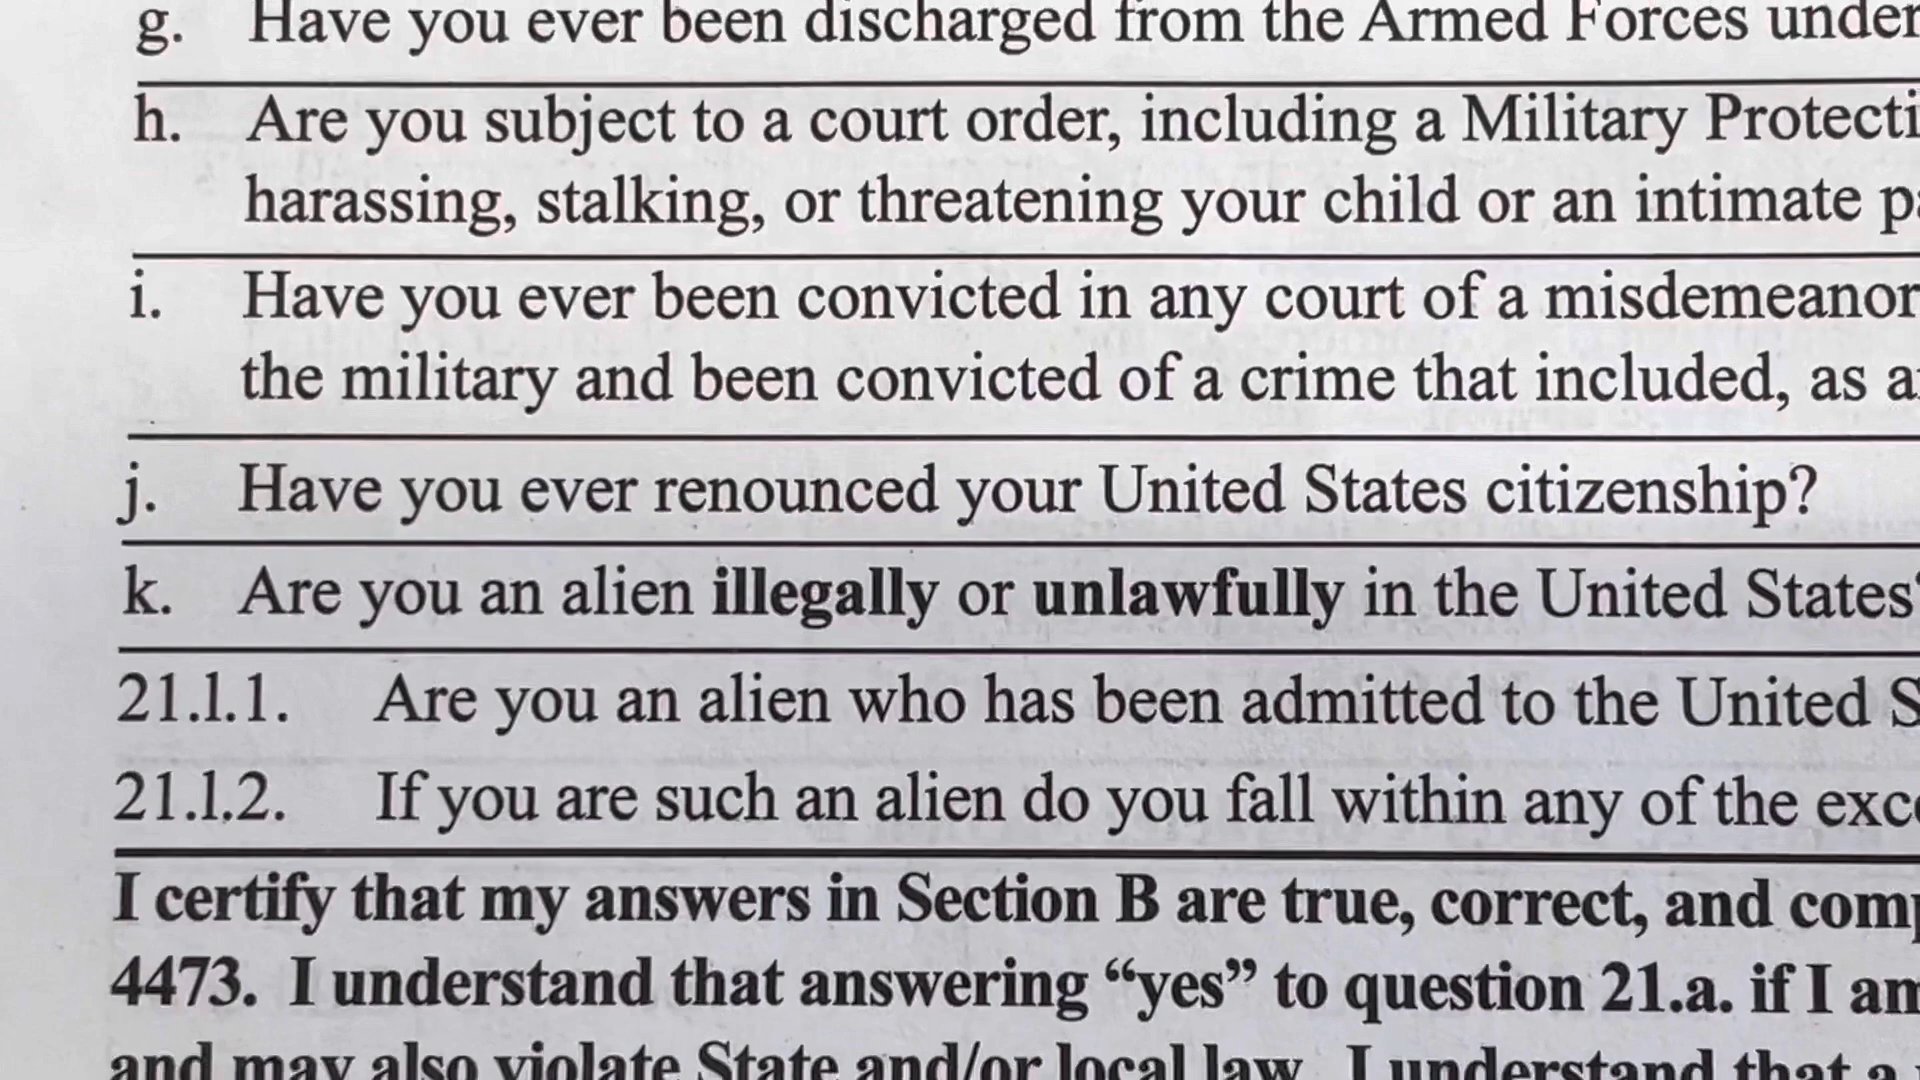 g. Have you ever been discharged from the Armed Forces under
h. Are you subject to a court order, including a Military Protecti
harassing, stalking, or threatening your child or an intimate p
i. Have you ever been convicted in any court of a misdemeanor
the military and been convicted of a crime that included, as a
j. Have you ever renounced your United States citizenship?
k. Are you an alien illegally or unlawfully in the United States
21.l.1. Are you an alien who has been admitted to the United S
21.l.2. If you are such an alien do you fall within any of the exc
I certify that my answers in Section B are true, correct, and com
4473. I understand that answering “yes” to question 21.a. if I am
and may also violate State and/or local law. I understand that a